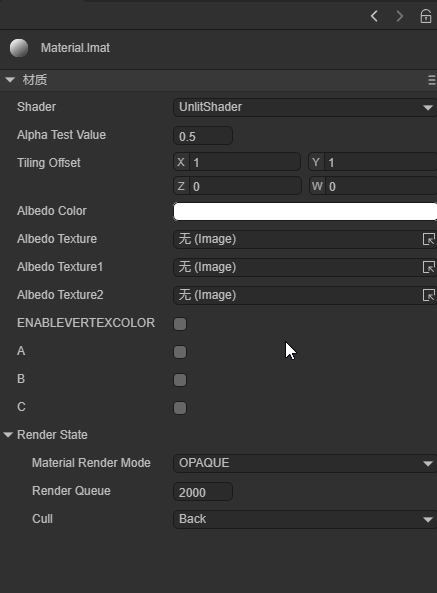 Material.lmat
材质
Shader UnlitShader
Alpha Test Value 0.5
Tiling Offset X 1 Y 1
Z 0 W 0
Albedo Color
Albedo Texture 无 (Image)
Albedo Texture1 无 (Image)
Albedo Texture2 无 (Image)
ENABLEVERTEXCOLOR
A
B
C
Render State
Material Render Mode OPAQUE
Render Queue 2000
Cull Back